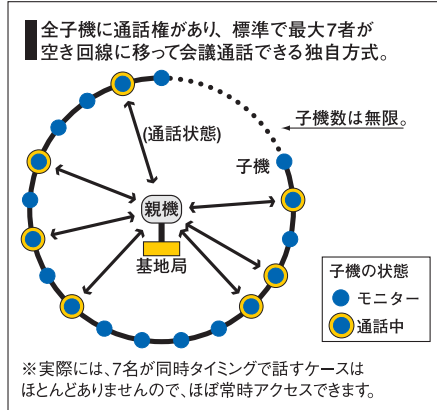 全子機に通話権があり、標準で最大7者が
空き回線に移って会議通話できる独自方式。
子機数は無限。
(通話状態)
子機
親機
基地局
子機の状態
モニター
通話中
※実際には、7名が同時タイミングで話すケースは
ほとんどありませんので、ほぼ常時アクセスできます。